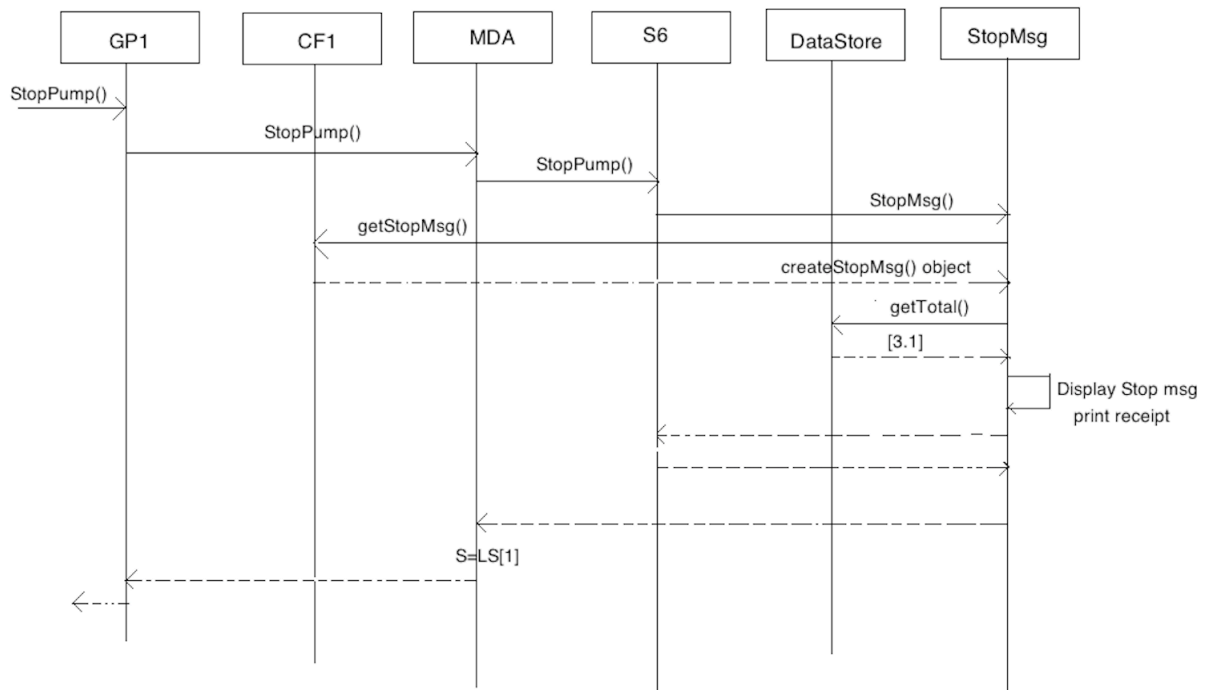 GP1
CF1
MDA
S6
DataStore
StopMsg
StopPump()
StopPump()
StopPump()
StopMsg()
getStopMsg()
createStopMsg() object
getTotal()
[3.1]
Display Stop msg
print receipt
S=LS[1]